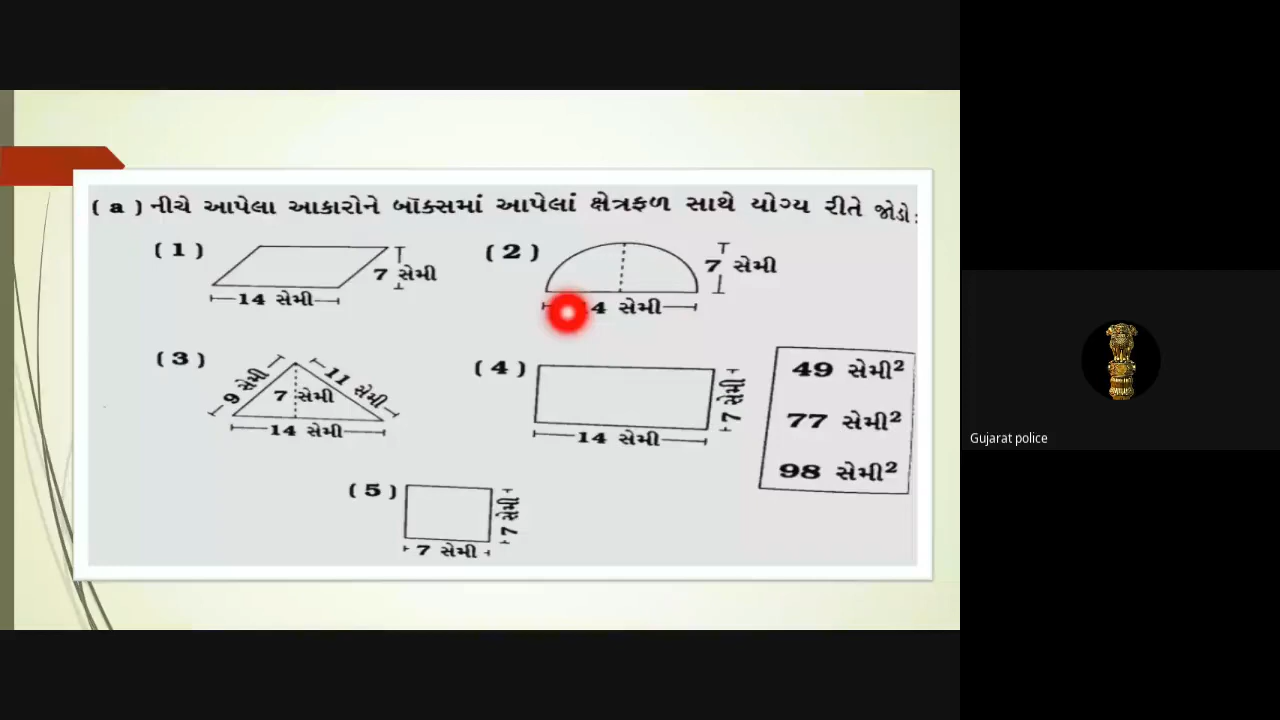 ( a ) નીચે આપેલા આકારોને બૉક્સમાં આપેલાં ક્ષેત્રફળ સાથે યોગ્ય રીતે જોડો :
( 1 )
7 સેમી
14 સેમી
( 2 )
7 સેમી
4 સેમી
( 3 )
9 સેમી
11 સેમી
7 સેમી
14 સેમી
( 4 )
7 સેમી
14 સેમી
49 સેમી²
77 સેમી²
98 સેમી²
( 5 )
7 સેમી
7 સેમી
Gujarat police